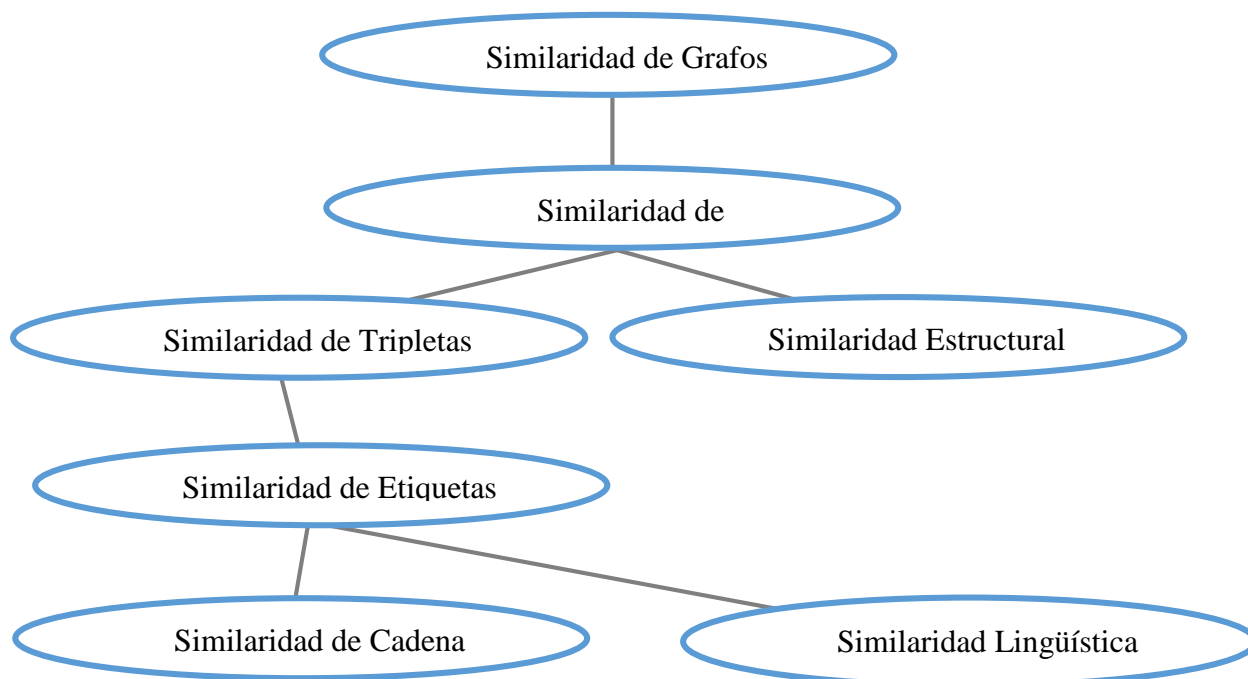 Similaridad de Grafos
Similaridad de
Similaridad de Tripletas
Similaridad Estructural
Similaridad de Etiquetas
Similaridad de Cadena
Similaridad Lingüística